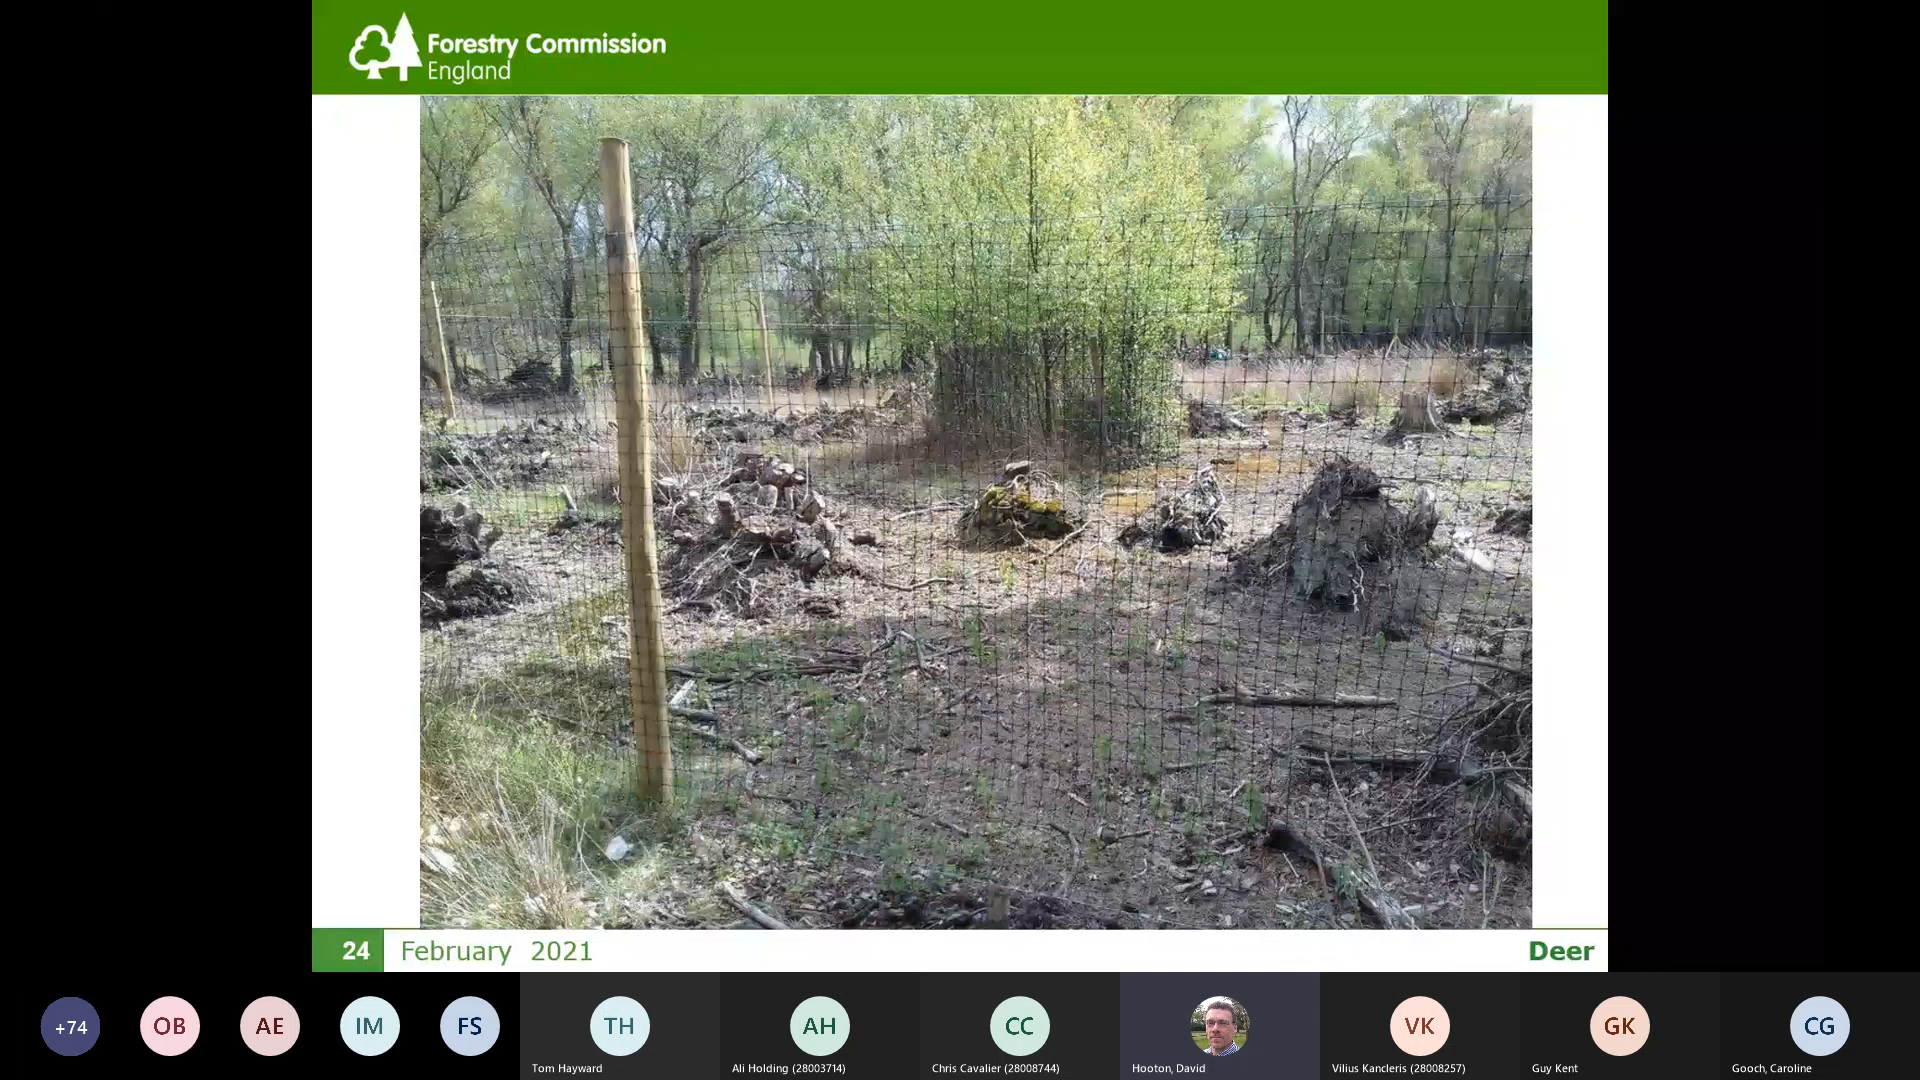 Forestry Commission
England
24 February 2021
Deer
+74
OB
AE
IM
FS
TH
AH
CC
VK
GK
CG
Tom Hayward
Ali Holding (28003714)
Chris Cavalier (28008744)
Hooton, David
Vilius Kancleris (28008257)
Guy Kent
Gooch, Caroline